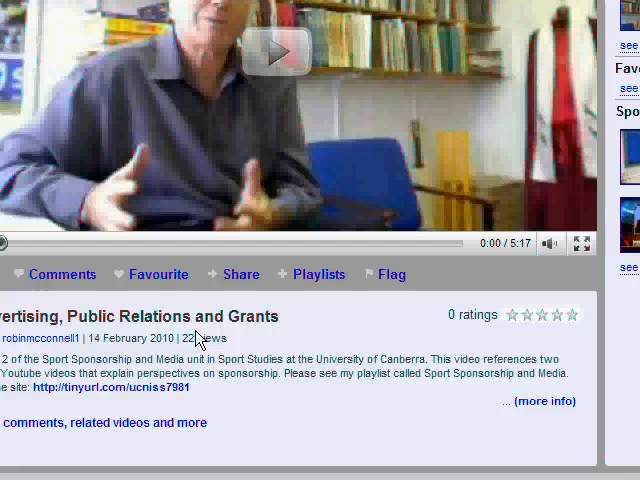 see
Favo
see
Spo
0:00 / 5:17
Comments Favourite Share Playlists Flag
see
vertising, Public Relations and Grants
0 ratings
robinmcconnell1 | 14 February 2010 | 22
2 of the Sport Sponsorship and Media unit in Sport Studies at the University of Canberra. This video references two
Youtube videos that explain perspectives on sponsorship. Please see my playlist called Sport Sponsorship and Media.
e site: http://tinyurl.com/ucniss7981
... (more info)
comments, related videos and more